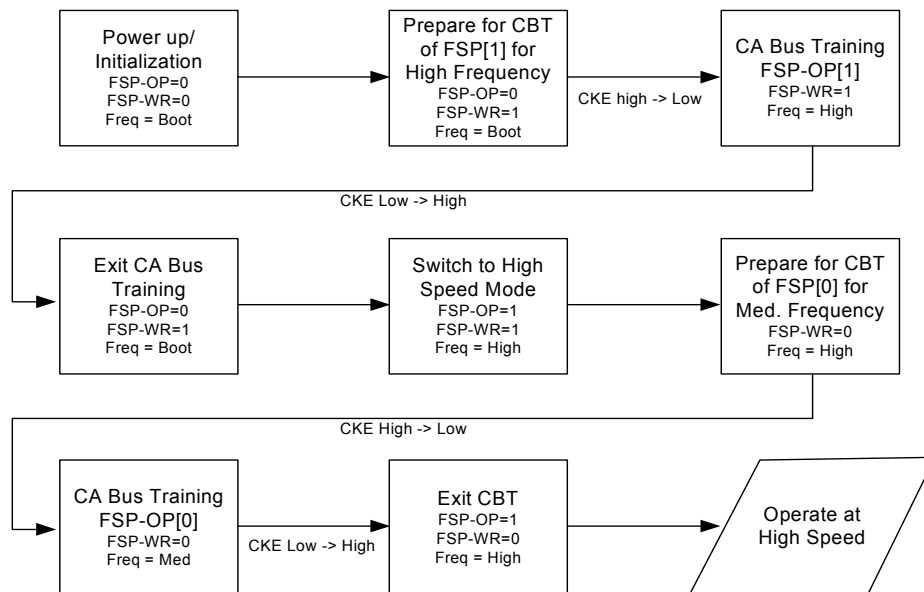 Power up/
Initialization
FSP-OP=0
FSP-WR=0
Freq = Boot
Prepare for CBT
of FSP[1] for
High Frequency
FSP-OP=0
FSP-WR=1
Freq = Boot
CKE high -> Low
CA Bus Training
FSP-OP[1]
FSP-WR=1
Freq = High
CKE Low -> High
Exit CA Bus
Training
FSP-OP=0
FSP-WR=1
Freq = Boot
Switch to High
Speed Mode
FSP-OP=1
FSP-WR=1
Freq = High
Prepare for CBT
of FSP[0] for
Med. Frequency
FSP-WR=0
Freq = High
CKE High -> Low
CA Bus Training
FSP-OP[0]
FSP-WR=0
Freq = Med
CKE Low -> High
Exit CBT
FSP-OP=1
FSP-WR=0
Freq = High
Operate at
High Speed